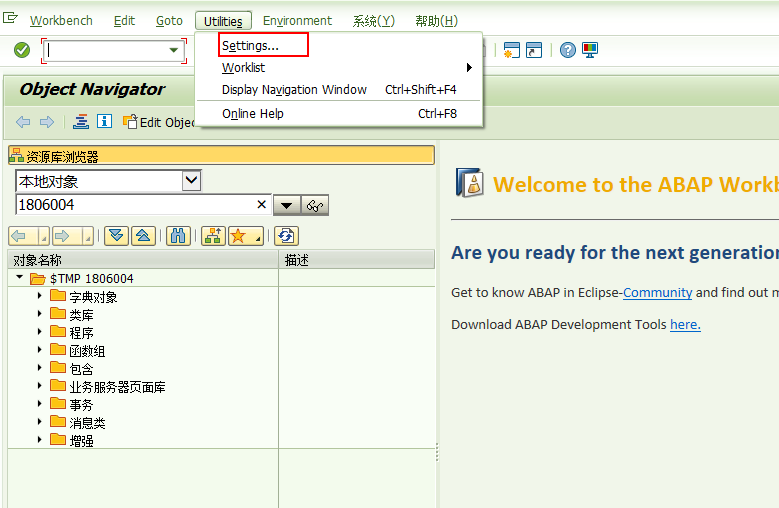 Workbench Edit Goto Utilities Environment 系统(Y) 帮助(H)
Settings...
Worklist
Display Navigation Window Ctrl+Shift+F4
Online Help Ctrl+F8
Object Navigator
Edit Objec
资源库浏览器
本地对象
1806004
对象名称 描述
$TMP 1806004
字典对象
类库
程序
函数组
包含
业务服务器页面库
事务
消息类
增强
Welcome to the ABAP Workb
Are you ready for the next generation
Get to know ABAP in Eclipse-Community and find out m
Download ABAP Development Tools here.